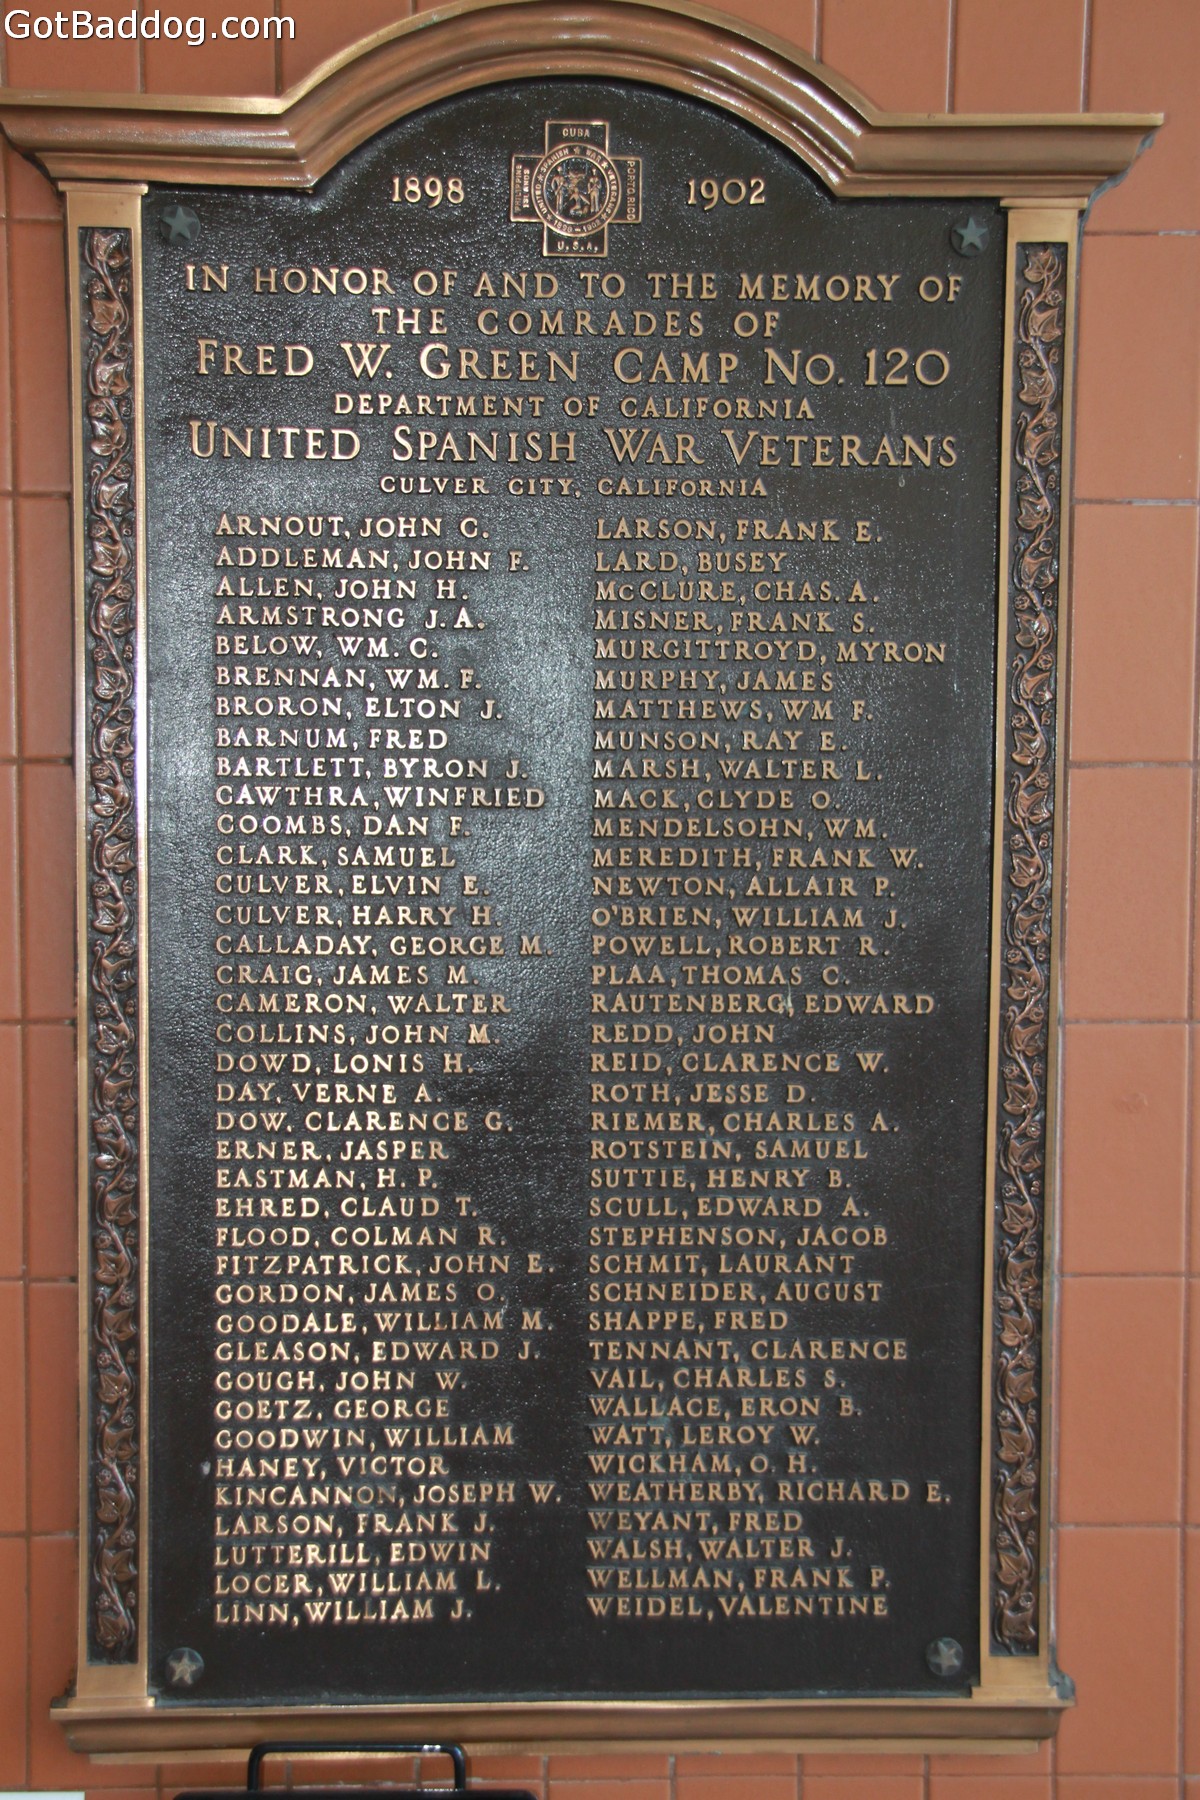 GotBaddog.com
CUBA
1898 1902
PHILIPPINE ISLANDS
UNITED SPANISH WAR VETERANS
PORTO RICO
1898-1902
U.S.A.
IN HONOR OF AND TO THE MEMORY OF
THE COMRADES OF
FRED W. GREEN CAMP NO. 120
DEPARTMENT OF CALIFORNIA
UNITED SPANISH WAR VETERANS
CULVER CITY, CALIFORNIA
ARNOUT, JOHN C.
ADDLEMAN, JOHN F.
ALLEN, JOHN H.
ARMSTRONG J.A.
BELOW, WM. C.
BRENNAN, WM. F.
BRORON, ELTON J.
BARNUM, FRED
BARTLETT, BYRON J.
CAWTHRA, WINFRIED
COOMBS, DAN F.
CLARK, SAMUEL
CULVER, ELVIN E.
CULVER, HARRY H.
CALLADAY, GEORGE M.
CRAIG, JAMES M.
CAMERON, WALTER
COLLINS, JOHN M.
DOWD, LONIS H.
DAY, VERNE A.
DOW, CLARENCE G.
ERNER, JASPER
EASTMAN, H. P.
EHRED, CLAUD T.
FLOOD, COLMAN R.
FITZPATRICK, JOHN E.
GORDON, JAMES O.
GOODALE, WILLIAM M.
GLEASON, EDWARD J.
GOUGH, JOHN W.
GOETZ, GEORGE
GOODWIN, WILLIAM
HANEY, VICTOR
KINCANNON, JOSEPH W.
LARSON, FRANK J.
LUTTERILL, EDWIN
LOCER, WILLIAM L.
LINN, WILLIAM J.
LARSON, FRANK E.
LARD, BUSEY
McCLURE, CHAS. A.
MISNER, FRANK S.
MURGITTROYD, MYRON
MURPHY, JAMES
MATTHEWS, WM F.
MUNSON, RAY E.
MARSH, WALTER L.
MACK, CLYDE O.
MENDELSOHN, WM.
MEREDITH, FRANK W.
NEWTON, ALLAIR P.
O'BRIEN, WILLIAM J.
POWELL, ROBERT R.
PLAA, THOMAS C.
RAUTENBERG, EDWARD
REDD, JOHN
REID, CLARENCE W.
ROTH, JESSE D.
RIEMER, CHARLES A.
ROTSTEIN, SAMUEL
SUTTIE, HENRY B.
SCULL, EDWARD A.
STEPHENSON, JACOB
SCHMIT, LAURANT
SCHNEIDER, AUGUST
SHAPPE, FRED
TENNANT, CLARENCE
VAIL, CHARLES S.
WALLACE, ERON B.
WATT, LEROY W.
WICKHAM, O. H.
WEATHERBY, RICHARD E.
WEYANT, FRED
WALSH, WALTER J.
WELLMAN, FRANK P.
WEIDEL, VALENTINE